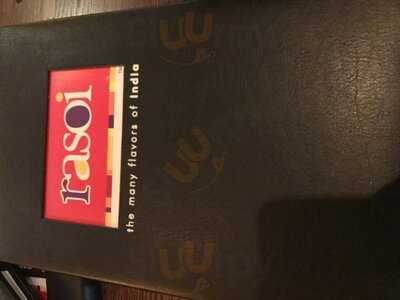 rasoi
the many flavors of India